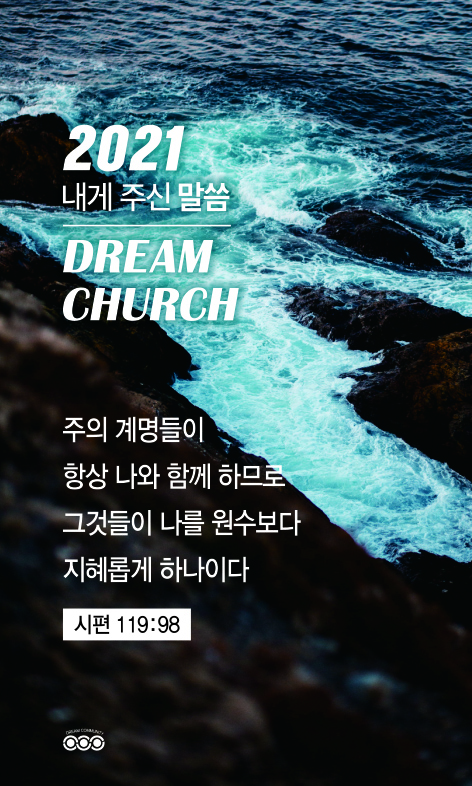 2021
내게 주신 말씀
DREAM
CHURCH
주의 계명들이
항상 나와 함께 하므로
그것들이 나를 원수보다
지혜롭게 하나이다
시편 119:98
DREAM COMMUNITY